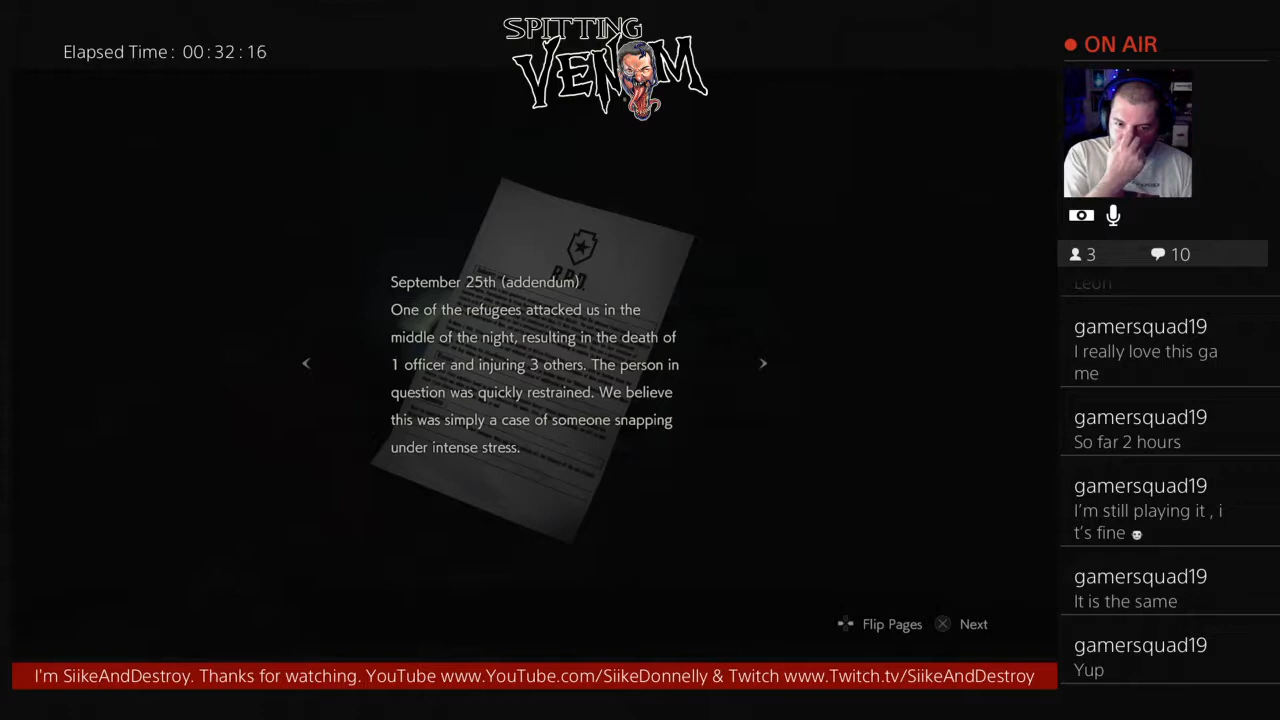 SPITTING
VENOM
Elapsed Time: 00:32:16
ON AIR
3 10
R.P.D.
September 25th (addendum)
One of the refugees attacked us in the
middle of the night, resulting in the death of
1 officer and injuring 3 others. The person in
question was quickly restrained. We believe
this was simply a case of someone snapping
under intense stress.
Flip Pages Next
Leon
gamersquad19
I really love this ga
me
gamersquad19
So far 2 hours
gamersquad19
I'm still playing it , i
t's fine
gamersquad19
It is the same
gamersquad19
Yup
I'm SiikeAndDestroy. Thanks for watching. YouTube www.YouTube.com/SiikeDonnelly & Twitch www.Twitch.tv/SiikeAndDestroy